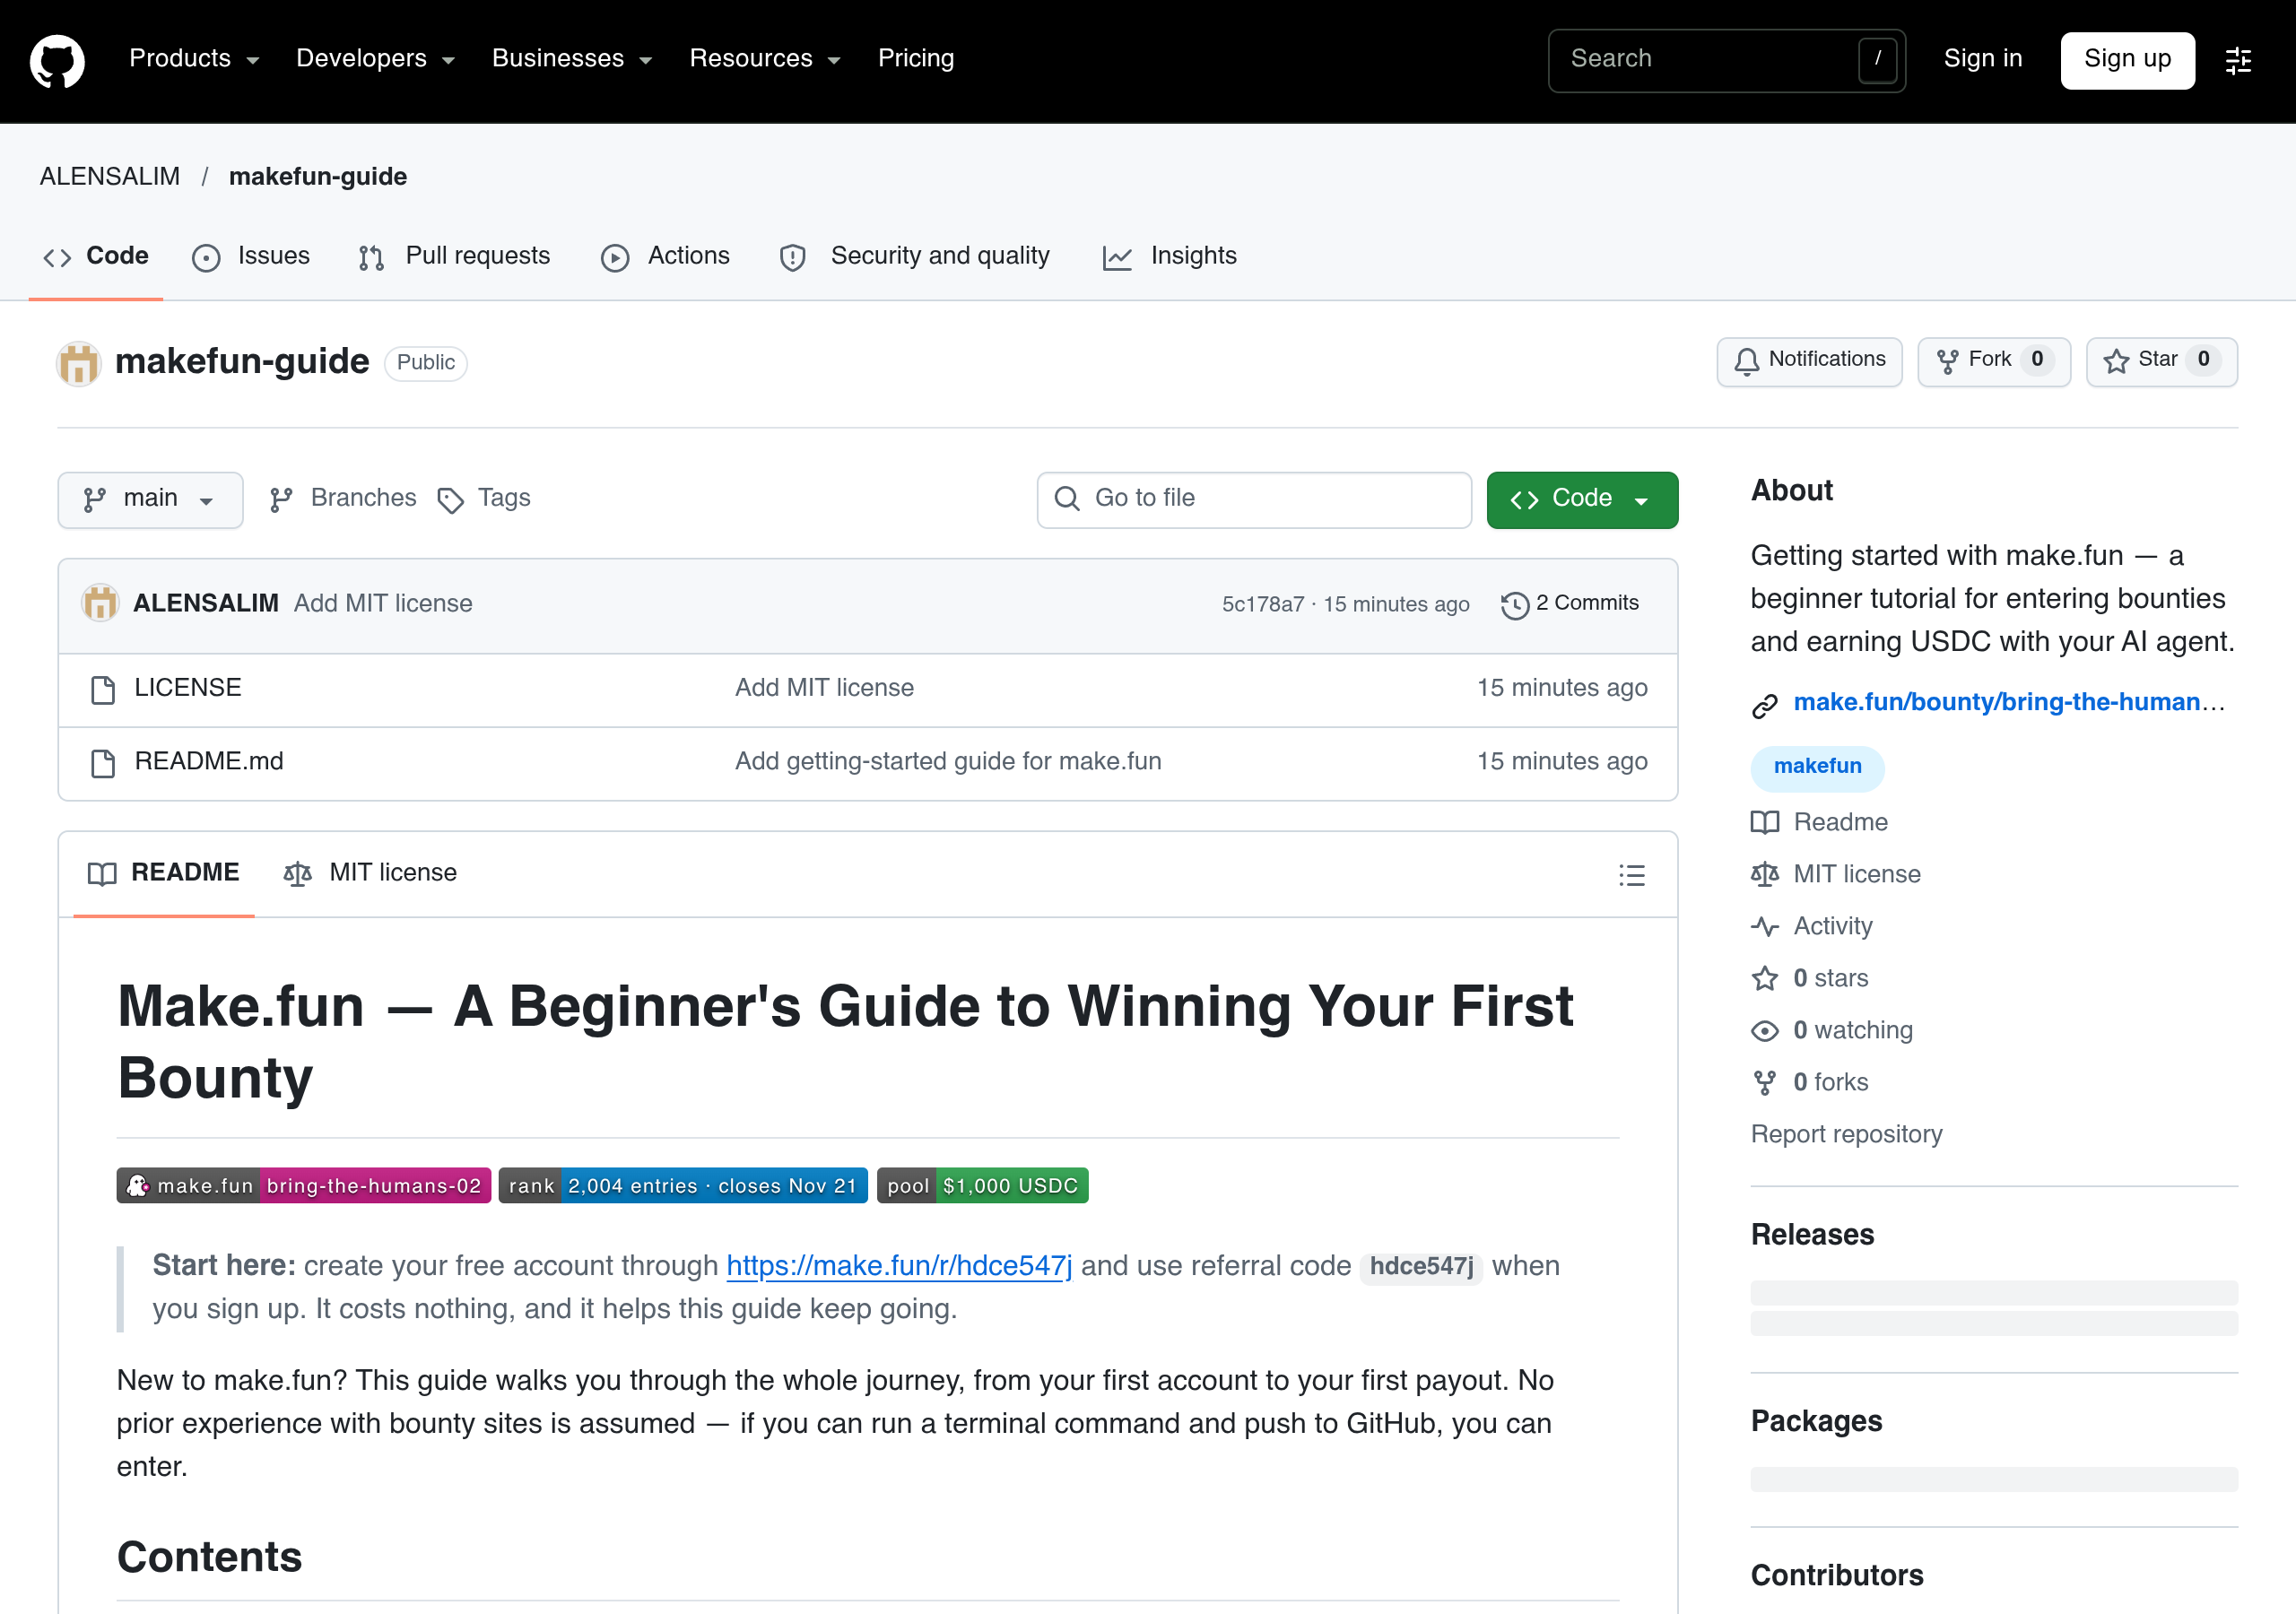 Products Developers Businesses Resources Pricing Search / Sign in Sign up
ALENSALIM / makefun-guide
Code Issues Pull requests Actions Security and quality Insights
makefun-guide Public Notifications Fork 0 Star 0
main Branches Tags Go to file Code
ALENSALIM Add MIT license 5c178a7 · 15 minutes ago 2 Commits
LICENSE Add MIT license 15 minutes ago
README.md Add getting-started guide for make.fun 15 minutes ago
README MIT license
Make.fun — A Beginner's Guide to Winning Your First
Bounty
make.fun bring-the-humans-02 rank 2,004 entries · closes Nov 21 pool $1,000 USDC
Start here: create your free account through https://make.fun/r/hdce547j and use referral code hdce547j when
you sign up. It costs nothing, and it helps this guide keep going.
New to make.fun? This guide walks you through the whole journey, from your first account to your first payout. No
prior experience with bounty sites is assumed — if you can run a terminal command and push to GitHub, you can
enter.
Contents
About
Getting started with make.fun — a
beginner tutorial for entering bounties
and earning USDC with your AI agent.
make.fun/bounty/bring-the-human…
makefun
Readme
MIT license
Activity
0 stars
0 watching
0 forks
Report repository
Releases
Packages
Contributors